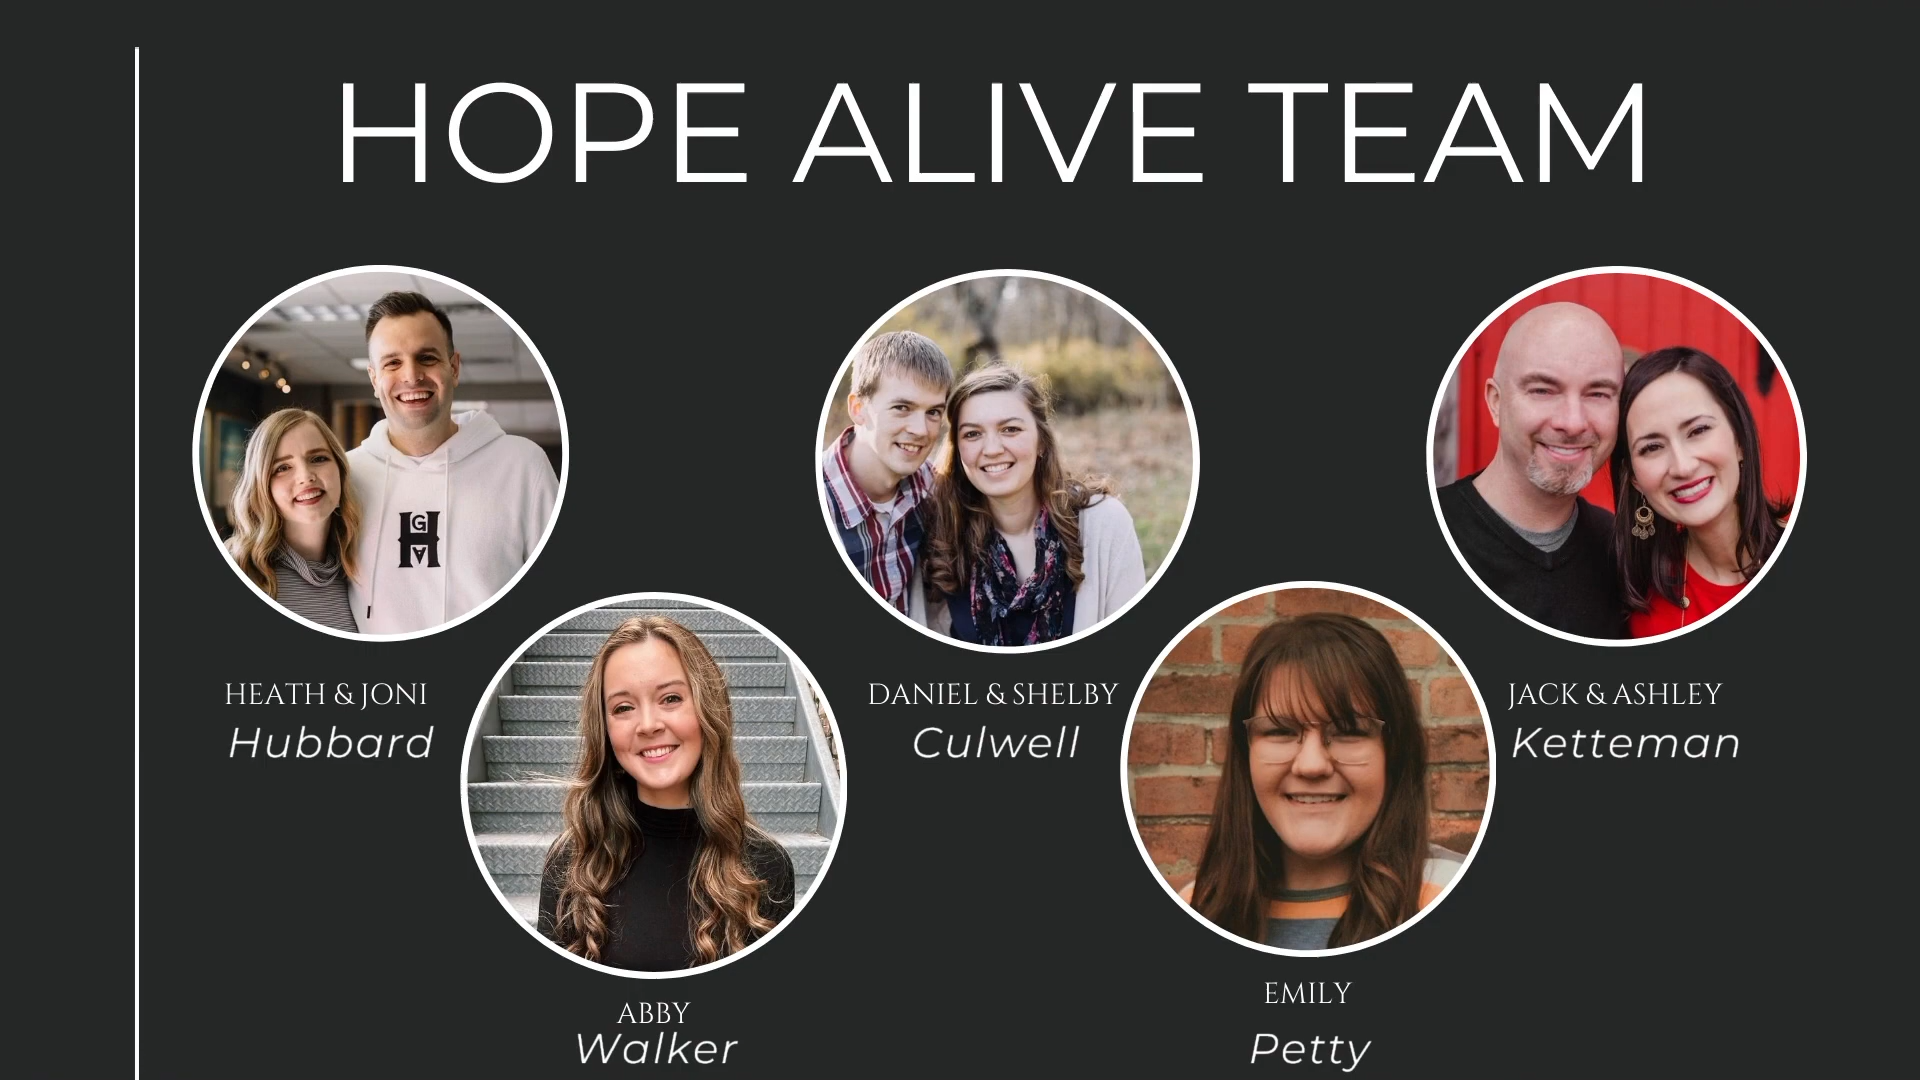 HOPE ALIVE TEAM
G
H
A
HEATH & JONI
Hubbard
DANIEL & SHELBY
Culwell
JACK & ASHLEY
Ketteman
ABBY
Walker
EMILY
Petty